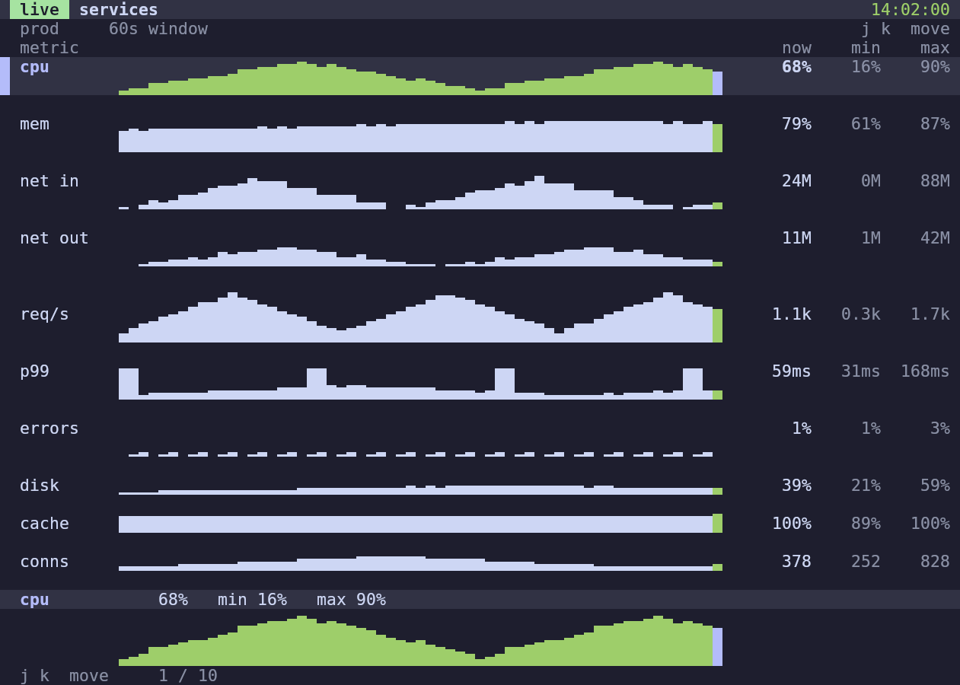 live services 14:02:00
prod 60s window j k move
metric now min max
cpu 68% 16% 90%
mem 79% 61% 87%
net in 24M 0M 88M
net out 11M 1M 42M
req/s 1.1k 0.3k 1.7k
p99 59ms 31ms 168ms
errors 1% 1% 3%
disk 39% 21% 59%
cache 100% 89% 100%
conns 378 252 828
cpu 68% min 16% max 90%
j k move 1 / 10